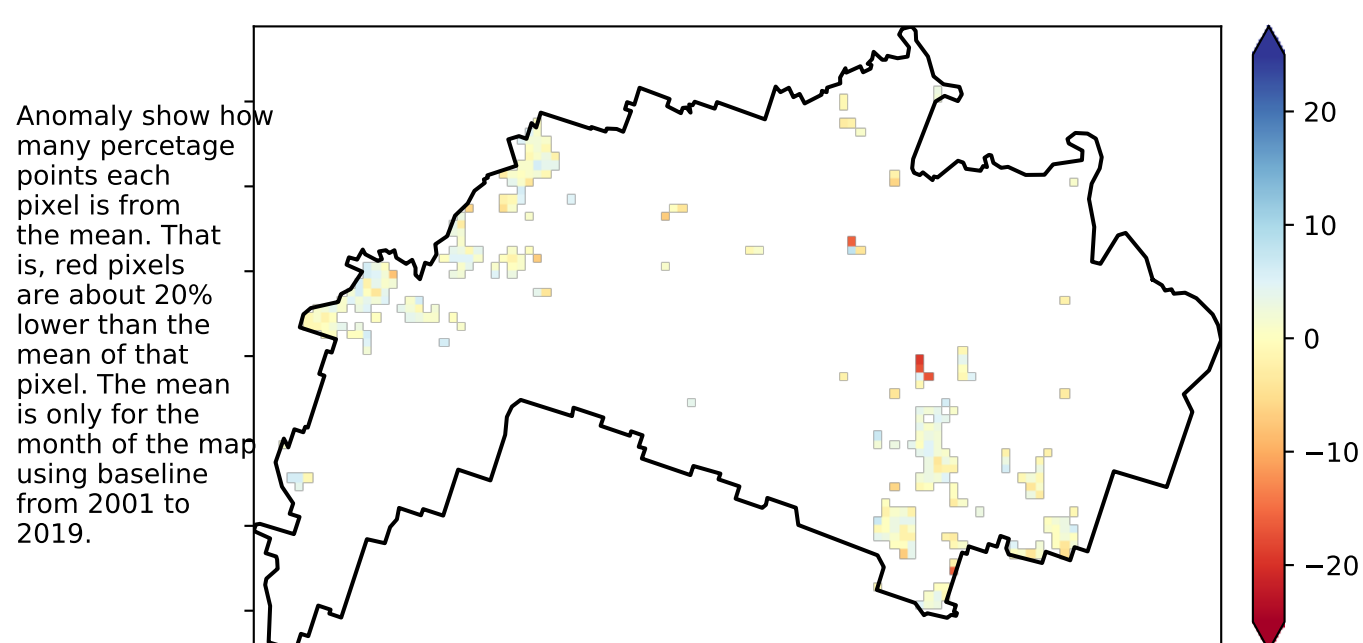 Anomaly show how
many percetage
points each
pixel is from
the mean. That
is, red pixels
are about 20%
lower than the
mean of that
pixel. The mean
is only for the
month of the map
using baseline
from 2001 to
2019.
20
10
0
−10
−20